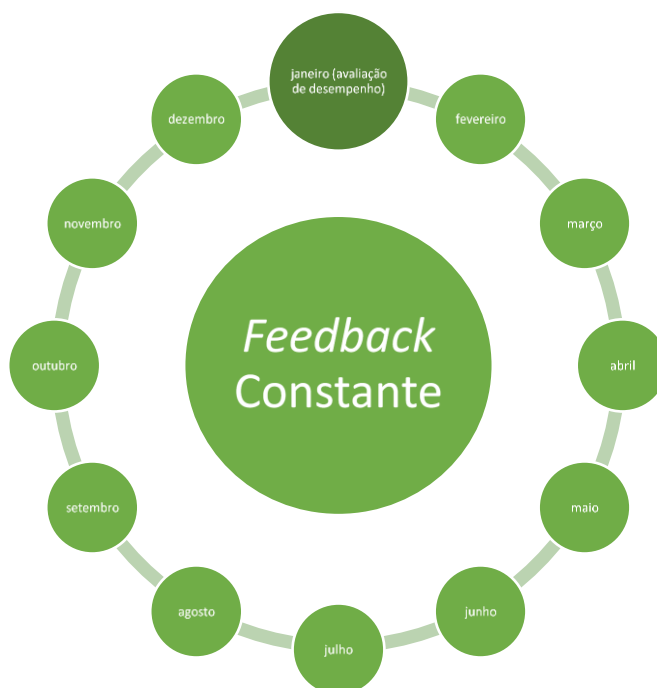 janeiro (avaliação
de desempenho)
fevereiro
março
abril
maio
junho
julho
agosto
setembro
outubro
novembro
dezembro
Feedback
Constante